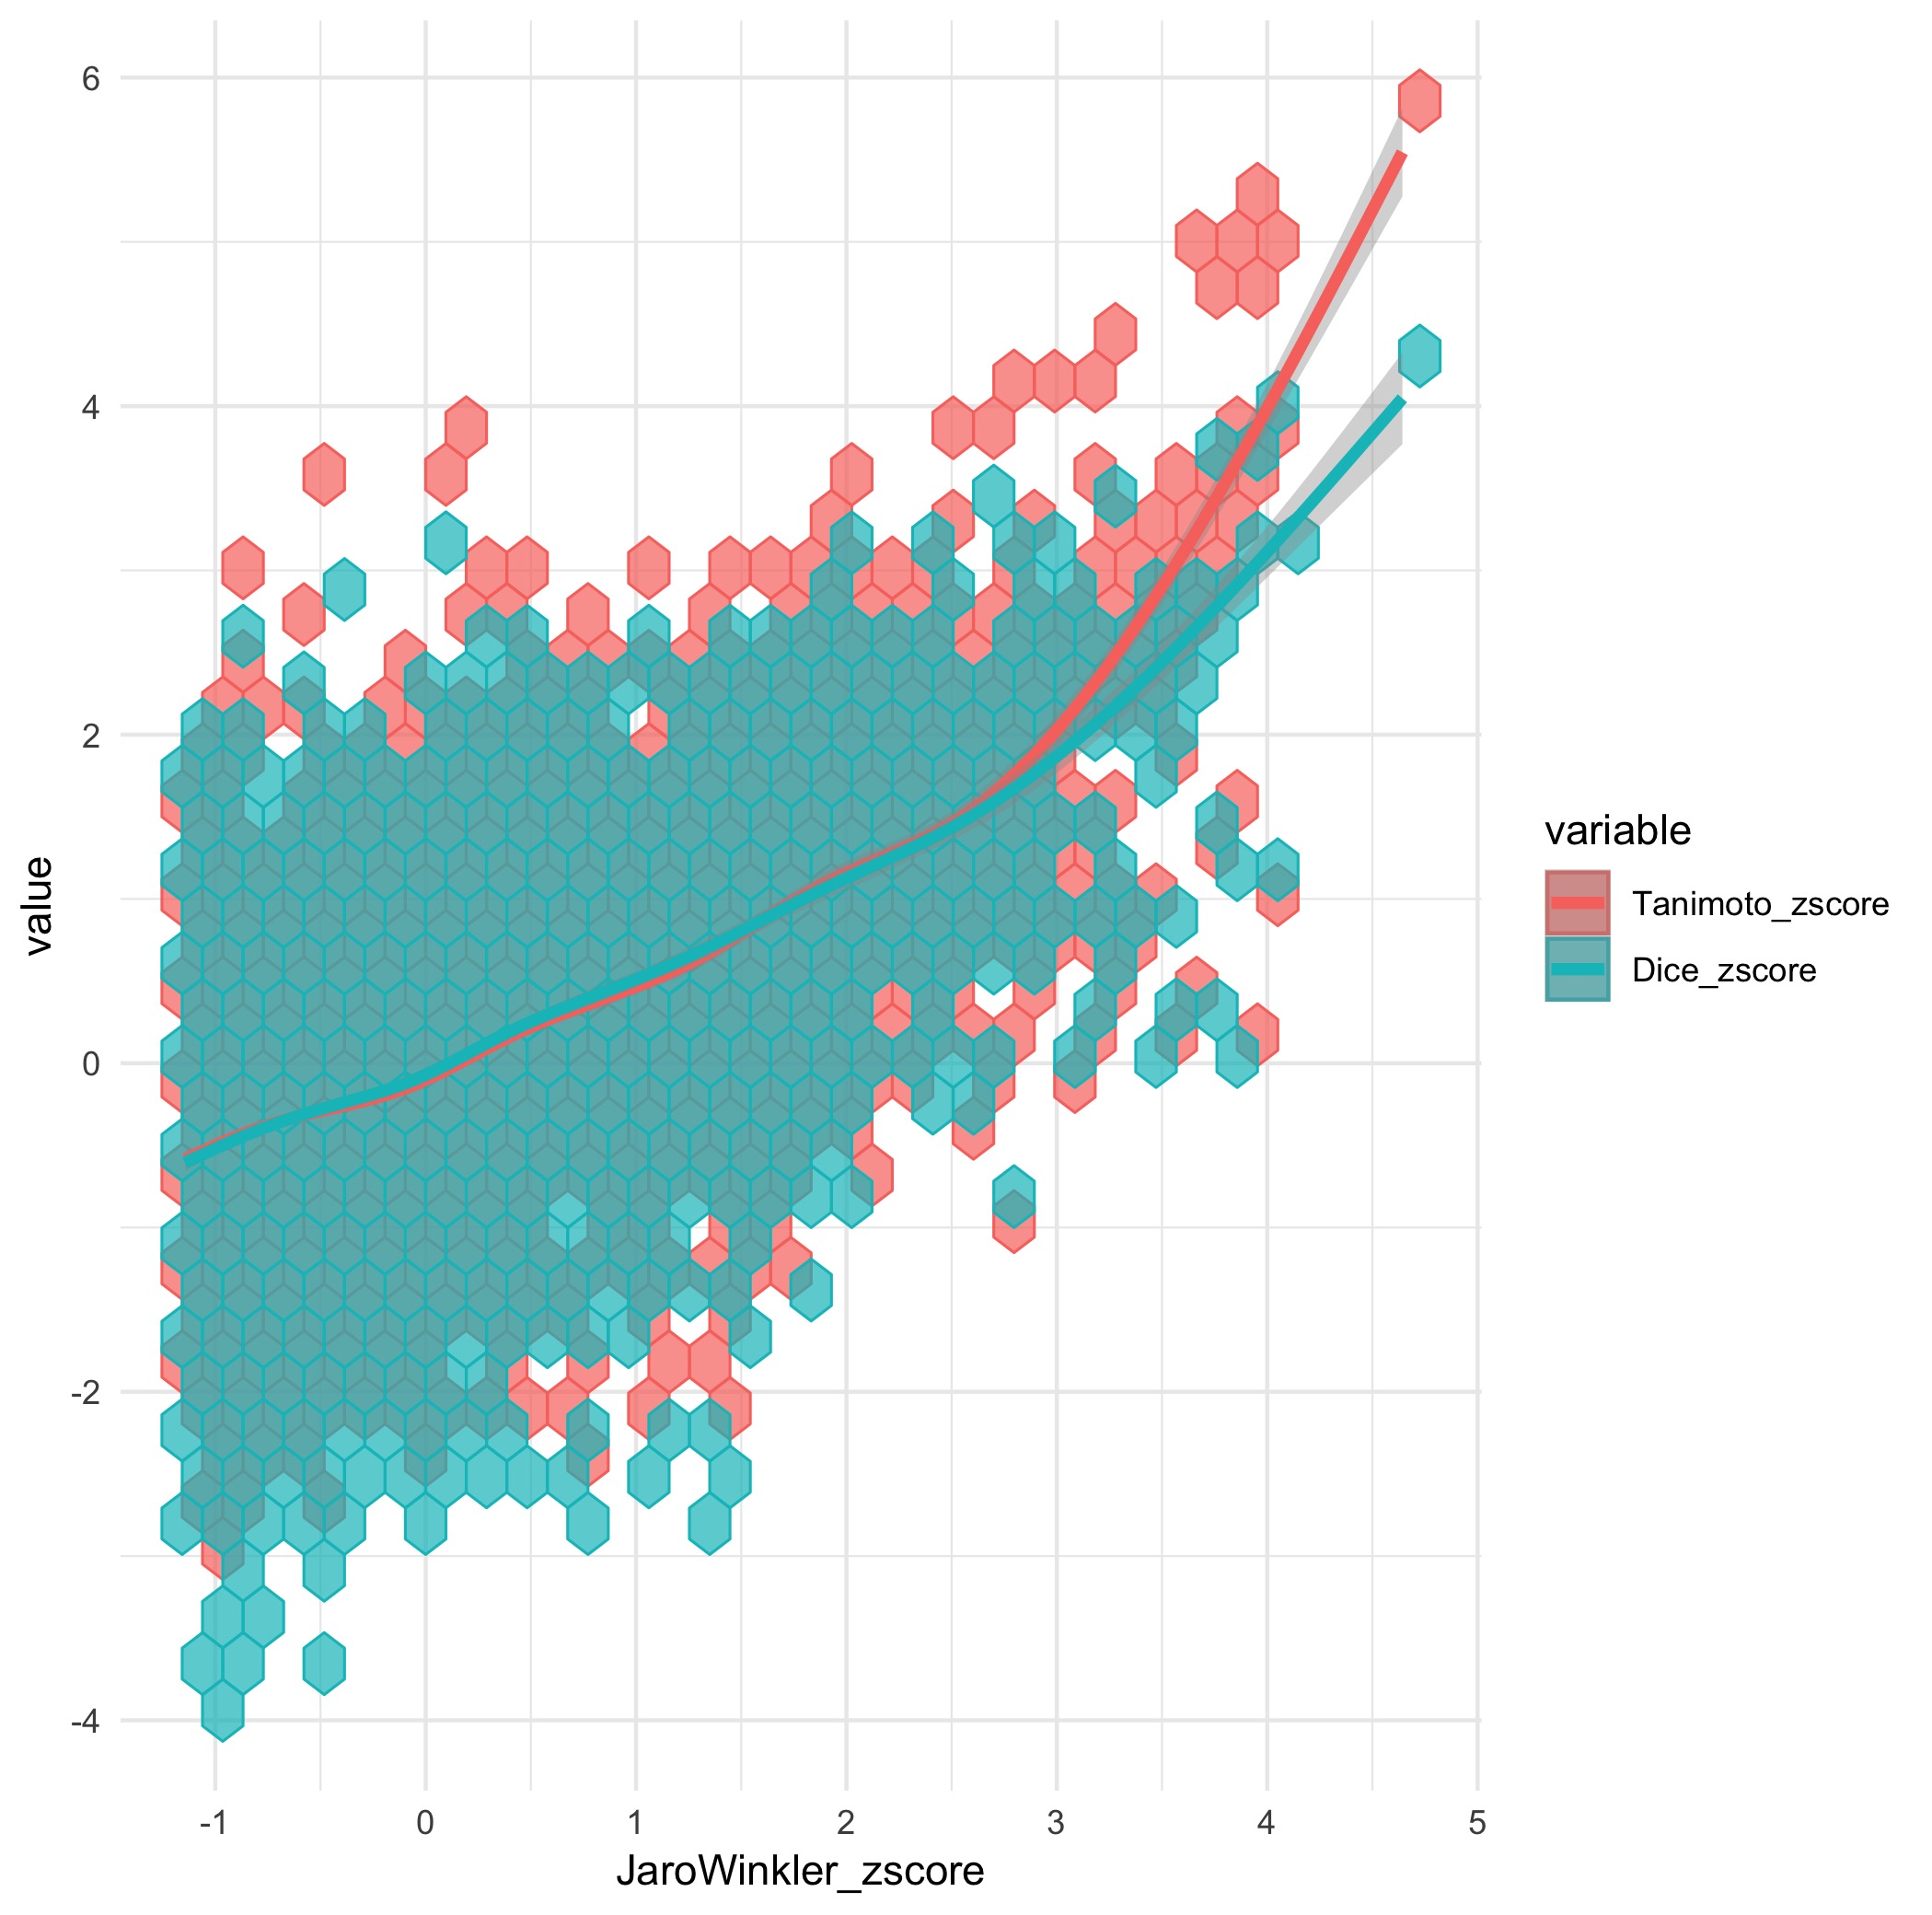 6
4
2
0
-2
-4
value
-1 0 1 2 3 4 5
JaroWinkler_zscore
variable
Tanimoto_zscore
Dice_zscore